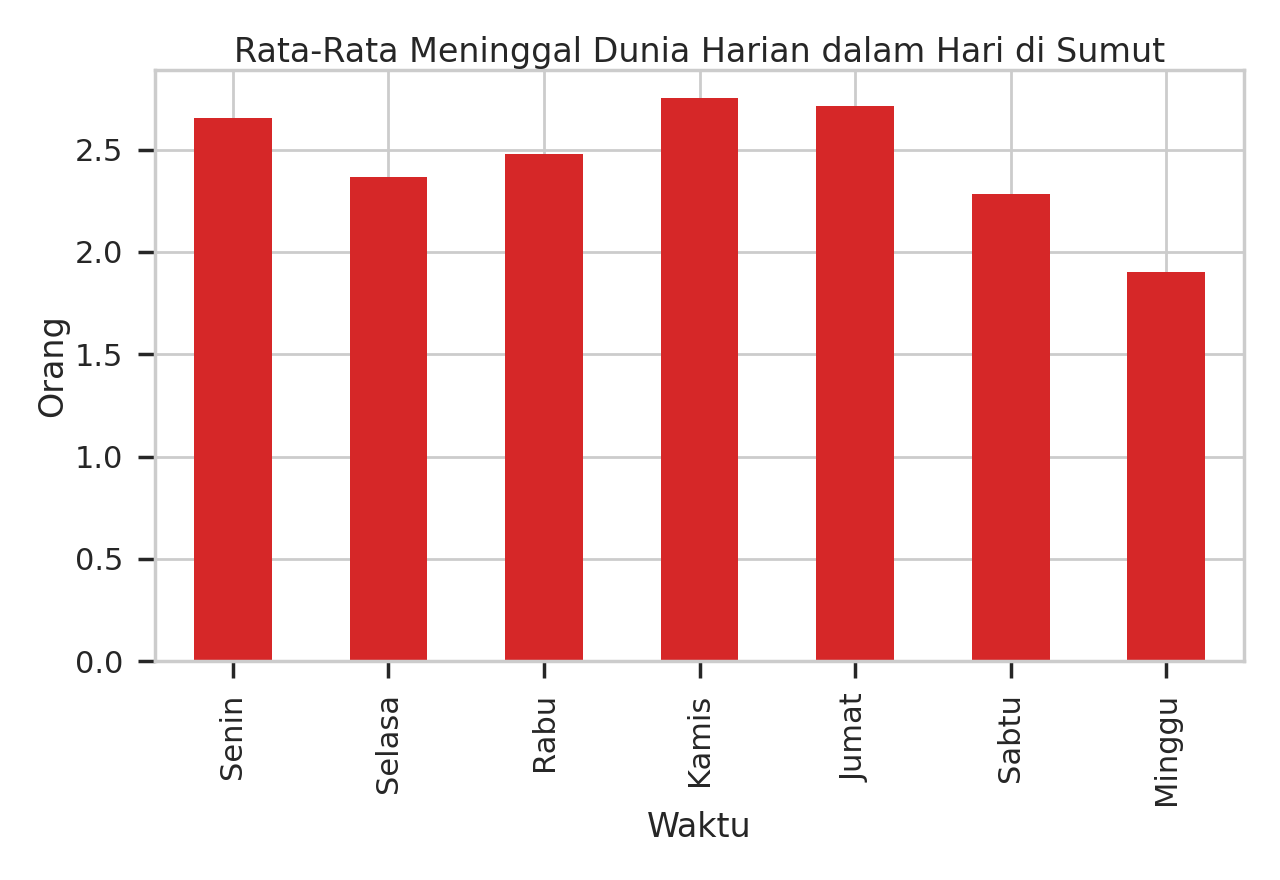 Rata-Rata Meninggal Dunia Harian dalam Hari di Sumut
Orang
2.5
2.0
1.5
1.0
0.5
0.0
Senin
Selasa
Rabu
Kamis
Jumat
Sabtu
Minggu
Waktu